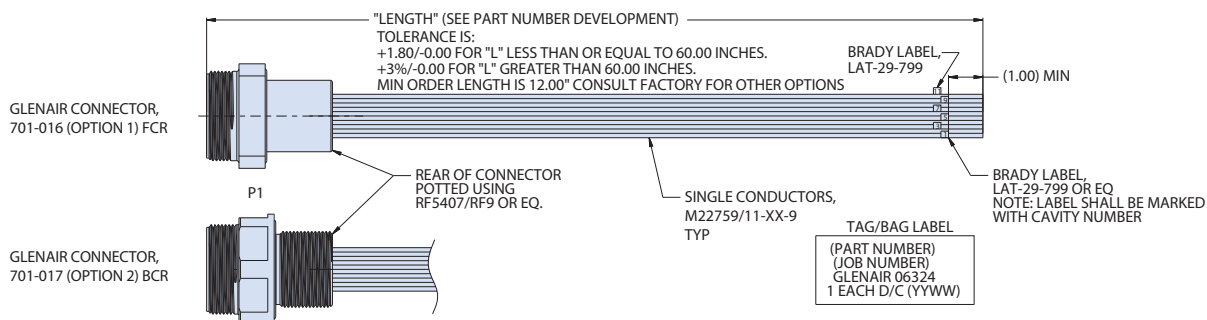 "LENGTH" (SEE PART NUMBER DEVELOPMENT)
TOLERANCE IS:
+1.80/-0.00 FOR "L" LESS THAN OR EQUAL TO 60.00 INCHES.
+3%/-0.00 FOR "L" GREATER THAN 60.00 INCHES.
MIN ORDER LENGTH IS 12.00" CONSULT FACTORY FOR OTHER OPTIONS
BRADY LABEL,
LAT-29-799
(1.00) MIN
GLENAIR CONNECTOR,
701-016 (OPTION 1) FCR
P1
REAR OF CONNECTOR
POTTED USING
RF5407/RF9 OR EQ.
SINGLE CONDUCTORS,
M22759/11-XX-9
TYP
BRADY LABEL,
LAT-29-799 OR EQ
NOTE: LABEL SHALL BE MARKED
WITH CAVITY NUMBER
GLENAIR CONNECTOR,
701-017 (OPTION 2) BCR
TAG/BAG LABEL
(PART NUMBER)
(JOB NUMBER)
GLENAIR 06324
1 EACH D/C (YYWW)